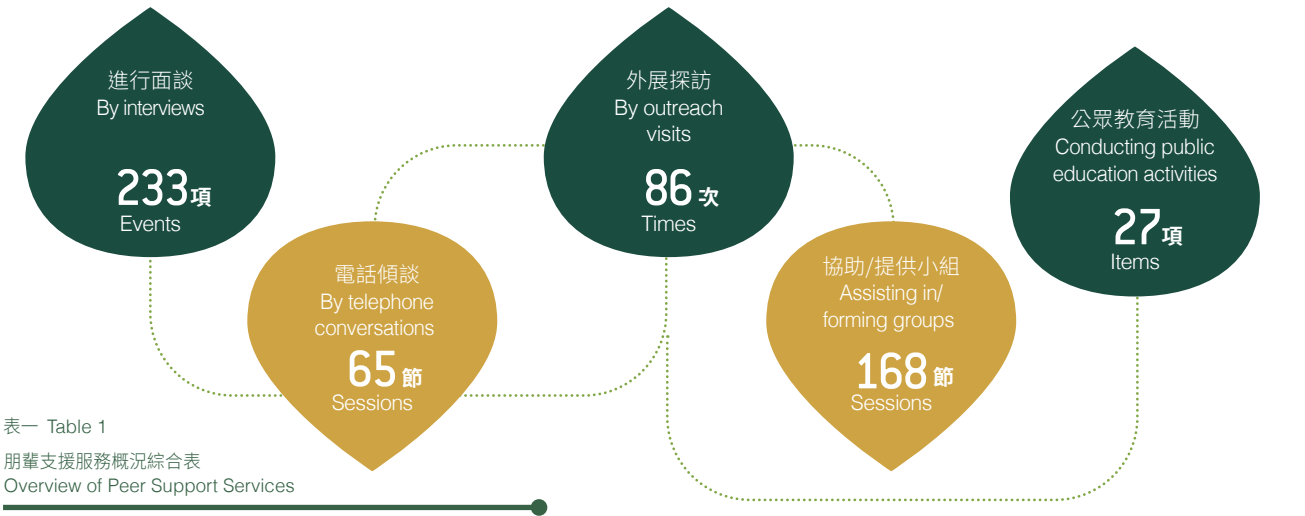 進行面談
By interviews
233項
Events
電話傾談
By telephone
conversations
65節
Sessions
外展探訪
By outreach
visits
86次
Times
協助/提供小組
Assisting in/
forming groups
168節
Sessions
公眾教育活動
Conducting public
education activities
27項
Items
表一 Table 1
朋輩支援服務概況綜合表
Overview of Peer Support Services